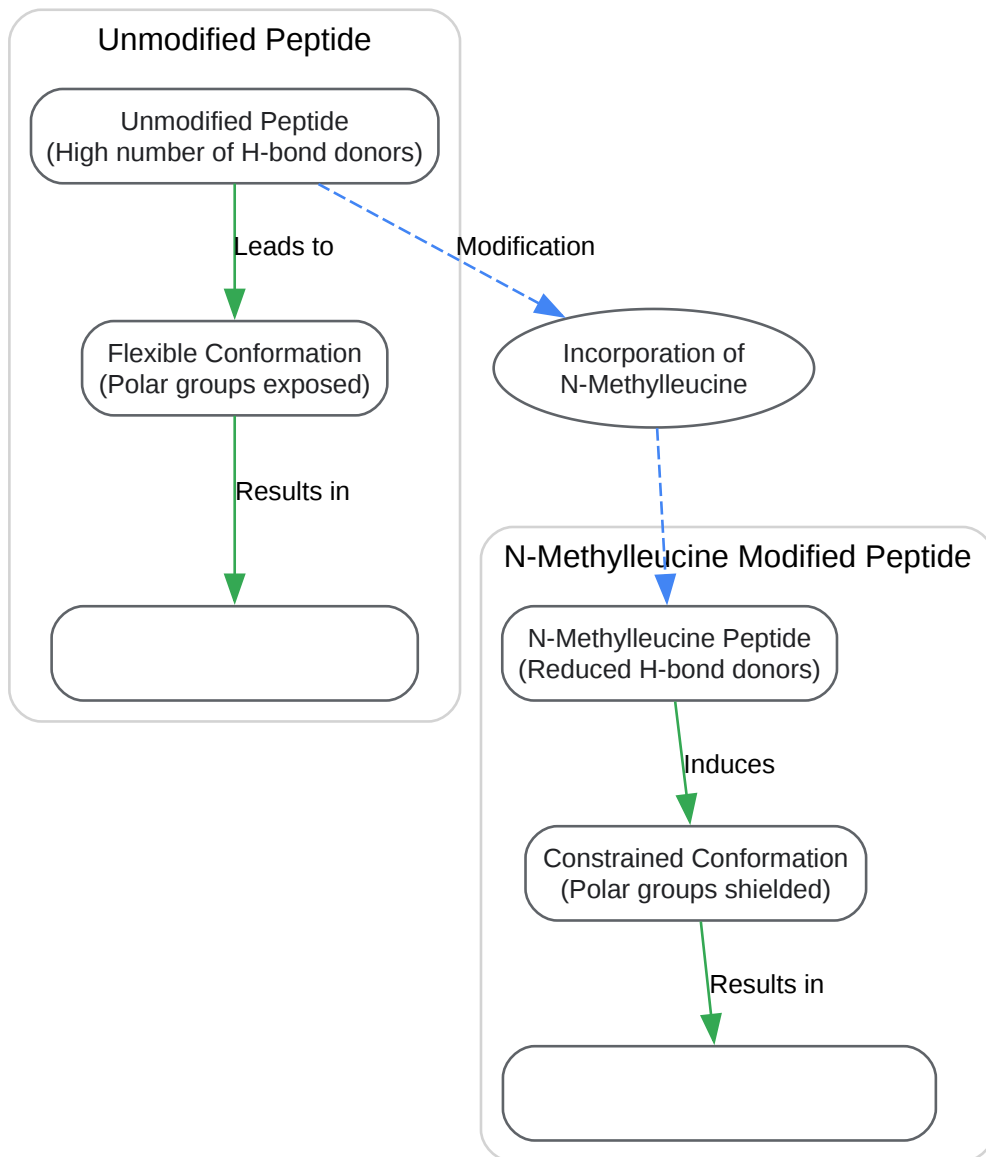 Unmodified Peptide
Unmodified Peptide
(High number of H-bond donors)
Leads to
Modification
Flexible Conformation
(Polar groups exposed)
Incorporation of
N-Methylleucine
Results in
N-Methylleucine Modified Peptide
N-Methylleucine Peptide
(Reduced H-bond donors)
Induces
Constrained Conformation
(Polar groups shielded)
Results in